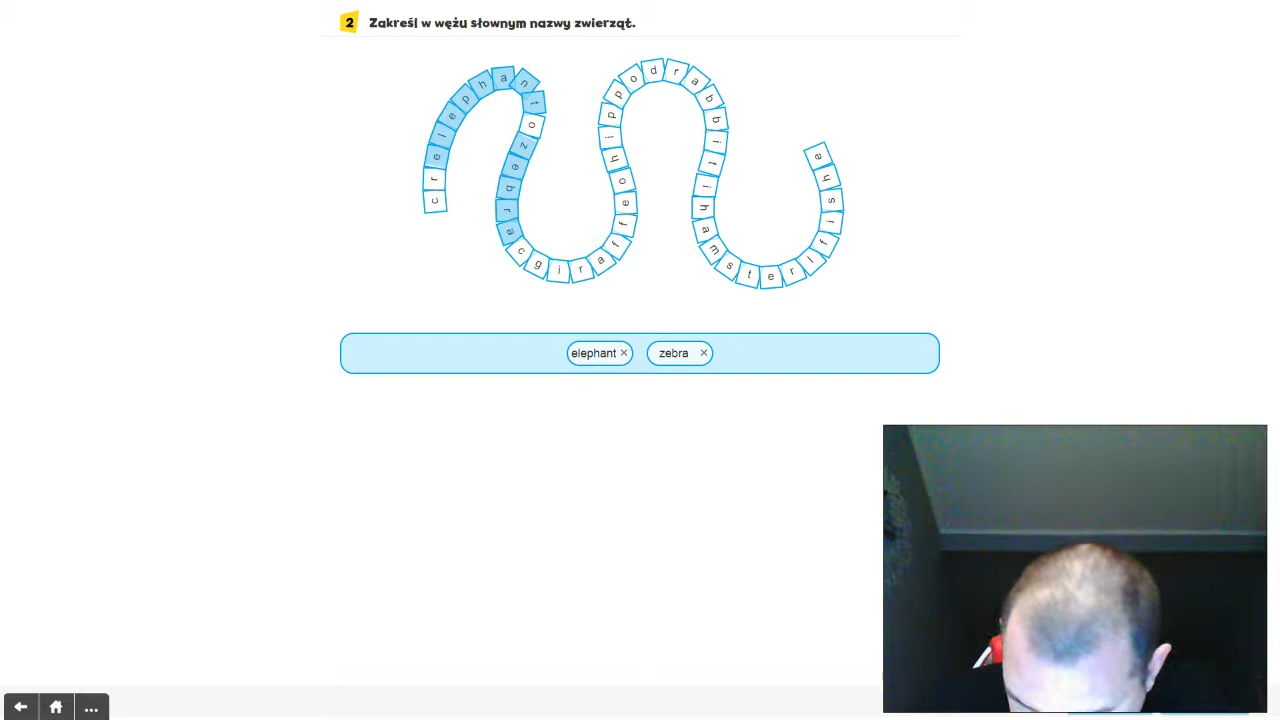 2 Zakreśl w wężu słownym nazwy zwierząt.
crelephantozebracgiraffeohippodrabbitihamsterlfishe
elephant × zebra ×
...